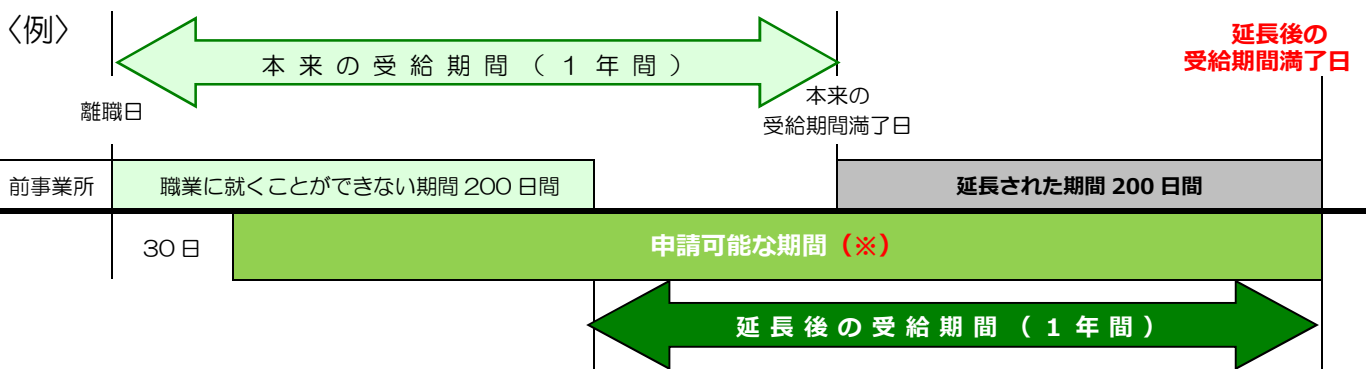 〈例〉
本来の受給期間（1年間）
延長後の
受給期間満了日
離職日
本来の
受給期間満了日
前事業所
職業に就くことができない期間 200 日間
延長された期間 200 日間
30 日
申請可能な期間（※）
延長後の受給期間（1年間）